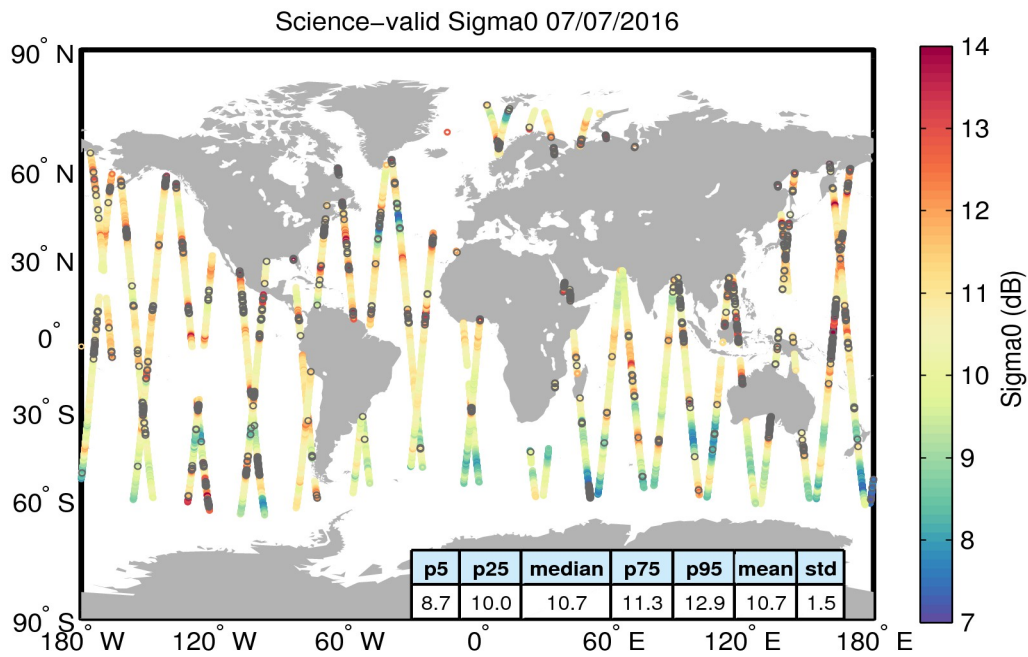 Science−valid Sigma0 07/07/2016
90° N
60° N
30° N
0°
30° S
60° S
90° S
180° W
120° W
60° W
0°
60° E
120° E
180° E
p5 p25 median p75 p95 mean std
8.7 10.0 10.7 11.3 12.9 10.7 1.5
14
13
12
11
10
9
8
7
Sigma0 (dB)